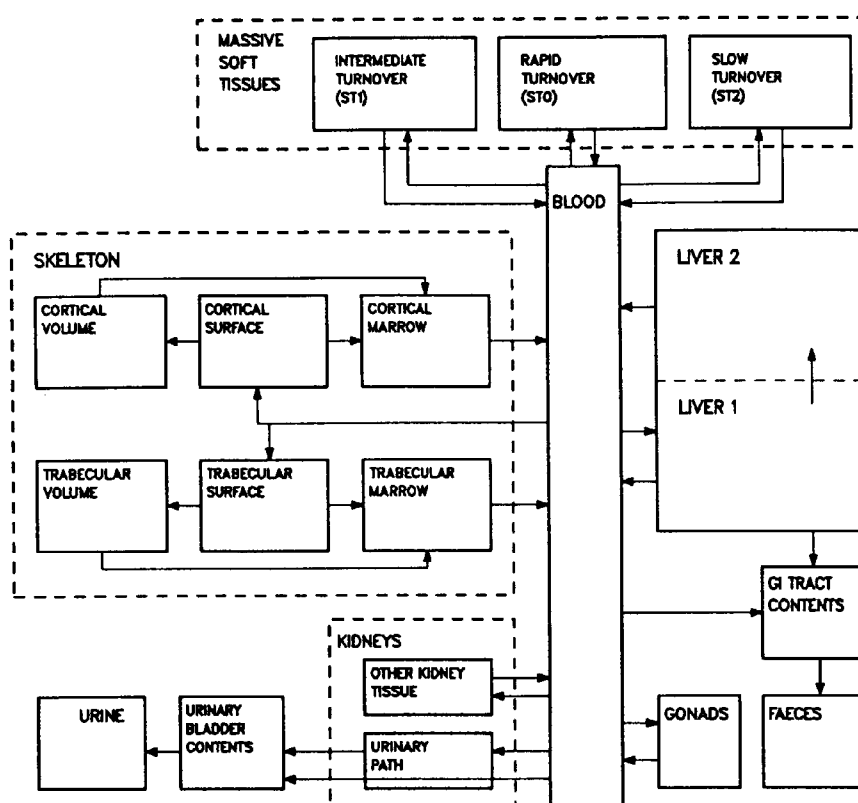 MASSIVE
SOFT
TISSUES
INTERMEDIATE
TURNOVER
(ST1)
RAPID
TURNOVER
(ST0)
SLOW
TURNOVER
(ST2)
BLOOD
SKELETON
CORTICAL
VOLUME
CORTICAL
SURFACE
CORTICAL
MARROW
TRABECULAR
VOLUME
TRABECULAR
SURFACE
TRABECULAR
MARROW
LIVER 2
LIVER 1
GI TRACT
CONTENTS
KIDNEYS
OTHER KIDNEY
TISSUE
URINE
URINARY
BLADDER
CONTENTS
URINARY
PATH
GONADS
FAECES